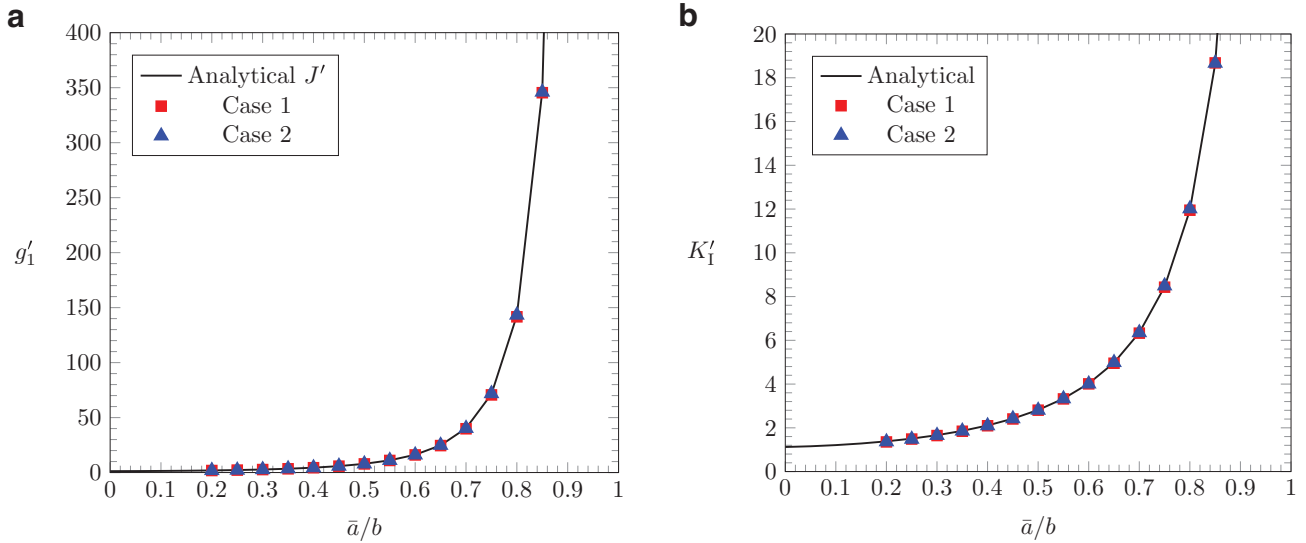 a
400
350
300
250
200
150
100
50
0
g′₁
Analytical J′
Case 1
Case 2
0 0.1 0.2 0.3 0.4 0.5 0.6 0.7 0.8 0.9 1
ā/b
b
20
18
16
14
12
10
8
6
4
2
0
K′_I
Analytical
Case 1
Case 2
0 0.1 0.2 0.3 0.4 0.5 0.6 0.7 0.8 0.9 1
ā/b